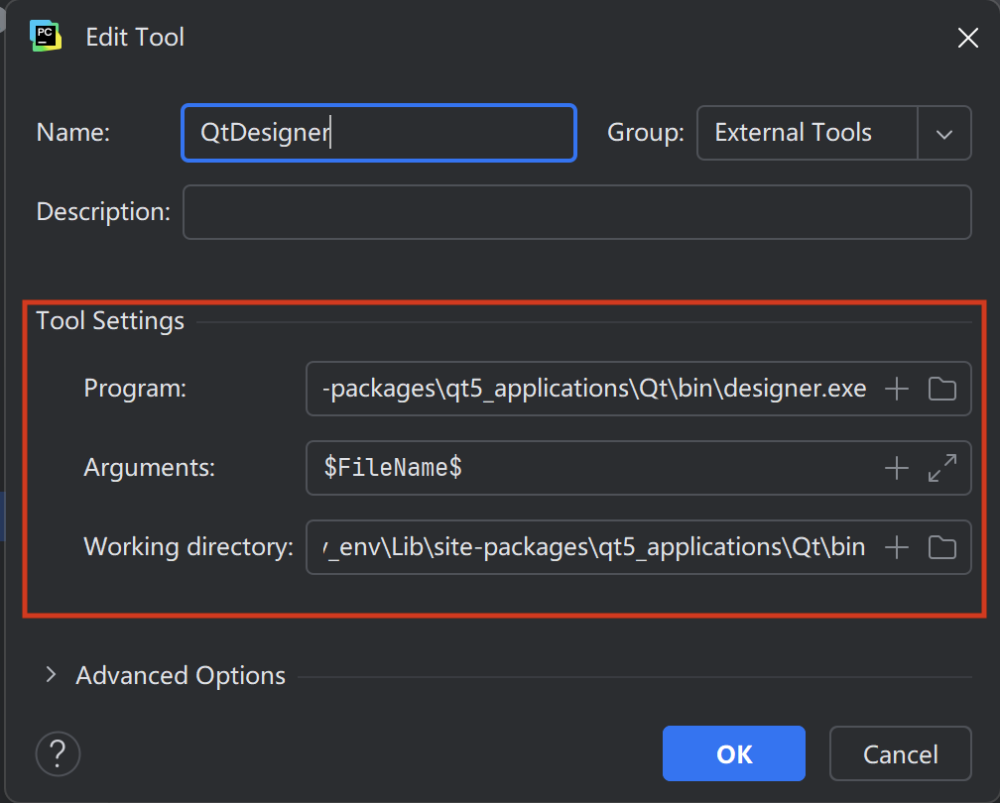 PC Edit Tool
Name: QtDesigner Group: External Tools
Description:
Tool Settings
Program: -packages\qt5_applications\Qt\bin\designer.exe
Arguments: $FileName$
Working directory: _env\Lib\site-packages\qt5_applications\Qt\bin
Advanced Options
? OK Cancel